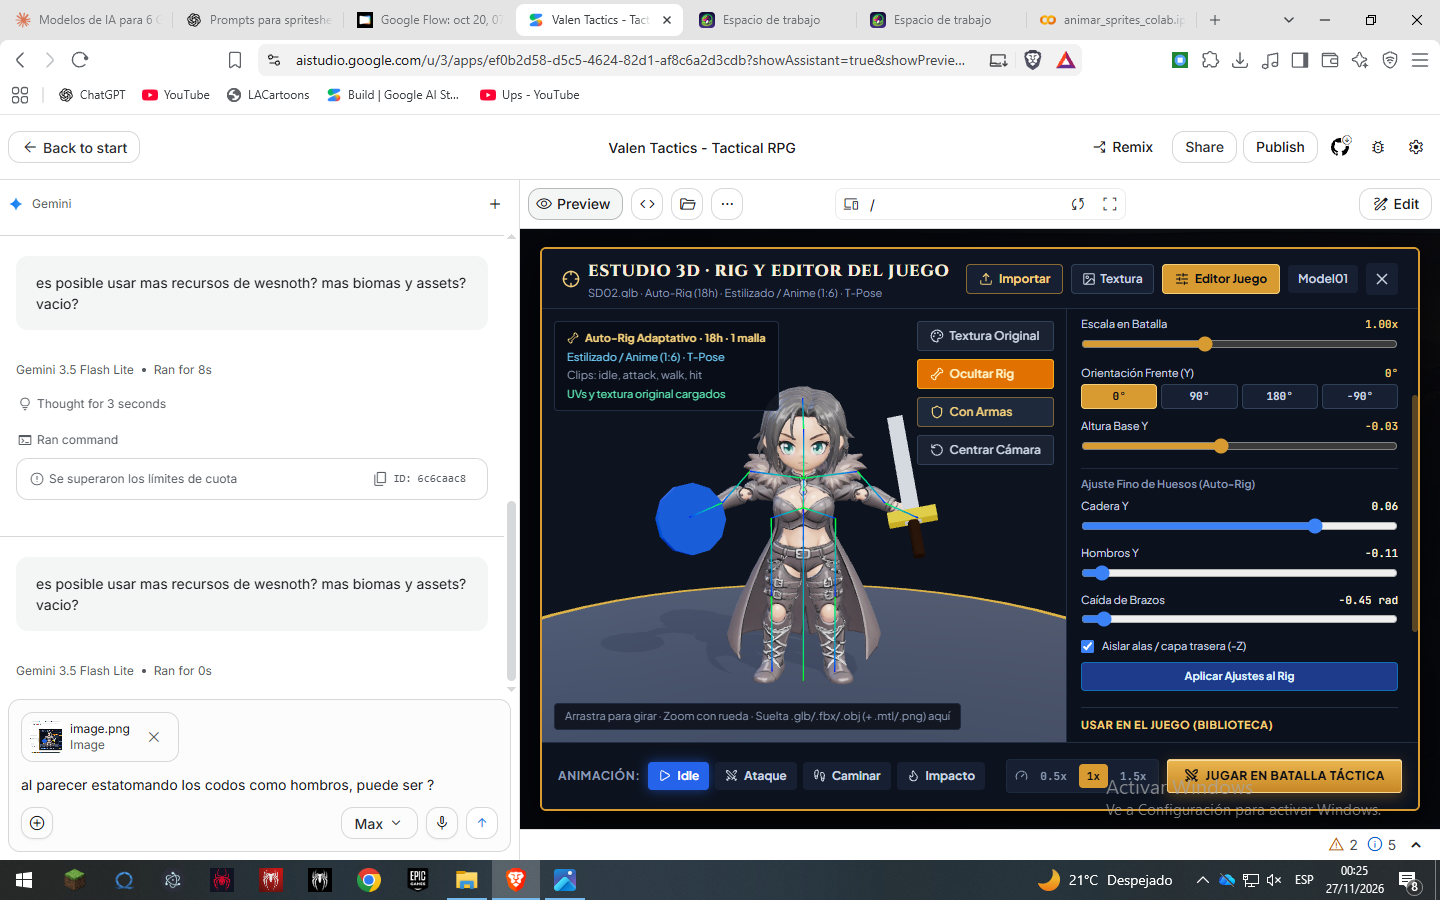 Modelos de IA para 6 G
Prompts para spriteshe
Google Flow: oct 20, 07
Valen Tactics - Tact
Espacio de trabajo
Espacio de trabajo
animar_sprites_colab.ip
aistudio.google.com/u/3/apps/ef0b2d58-d5c5-4624-82d1-af8c6a2d3cdb?showAssistant=true&showPrevie...
ChatGPT
YouTube
LACartoons
Build | Google AI St...
Ups - YouTube
Back to start
Valen Tactics - Tactical RPG
Remix
Share
Publish
Gemini
Preview
/
Edit
es posible usar mas recursos de wesnoth? mas biomas y assets?
vacio?
Gemini 3.5 Flash Lite • Ran for 8s
Thought for 3 seconds
Ran command
Se superaron los límites de cuota
ID: 6c6caac8
es posible usar mas recursos de wesnoth? mas biomas y assets?
vacio?
Gemini 3.5 Flash Lite • Ran for 0s
image.png
Image
al parecer estatomando los codos como hombros, puede ser ?
Max
ESTUDIO 3D · RIG Y EDITOR DEL JUEGO
SD02.glb · Auto-Rig (18h) · Estilizado / Anime (1:6) · T-Pose
Importar
Textura
Editor Juego
Model01
Auto-Rig Adaptativo · 18h · 1 malla
Estilizado / Anime (1:6) · T-Pose
Clips: idle, attack, walk, hit
UVs y textura original cargados
Textura Original
Ocultar Rig
Con Armas
Centrar Cámara
Arrastra para girar · Zoom con rueda · Suelta .glb/.fbx/.obj (+ .mtl/.png) aquí
Escala en Batalla
1.00x
Orientación Frente (Y)
0°
0°
90°
180°
-90°
Altura Base Y
-0.03
Ajuste Fino de Huesos (Auto-Rig)
Cadera Y
0.06
Hombros Y
-0.11
Caída de Brazos
-0.45 rad
Aislar alas / capa trasera (-Z)
Aplicar Ajustes al Rig
USAR EN EL JUEGO (BIBLIOTECA)
ANIMACIÓN:
Idle
Ataque
Caminar
Impacto
0.5x
1x
1.5x
JUGAR EN BATALLA TÁCTICA
Activar Windows
Ve a Configuración para activar Windows.
2
5
EPIC
GAMES
21°C Despejado
ESP
00:25
27/11/2026
8